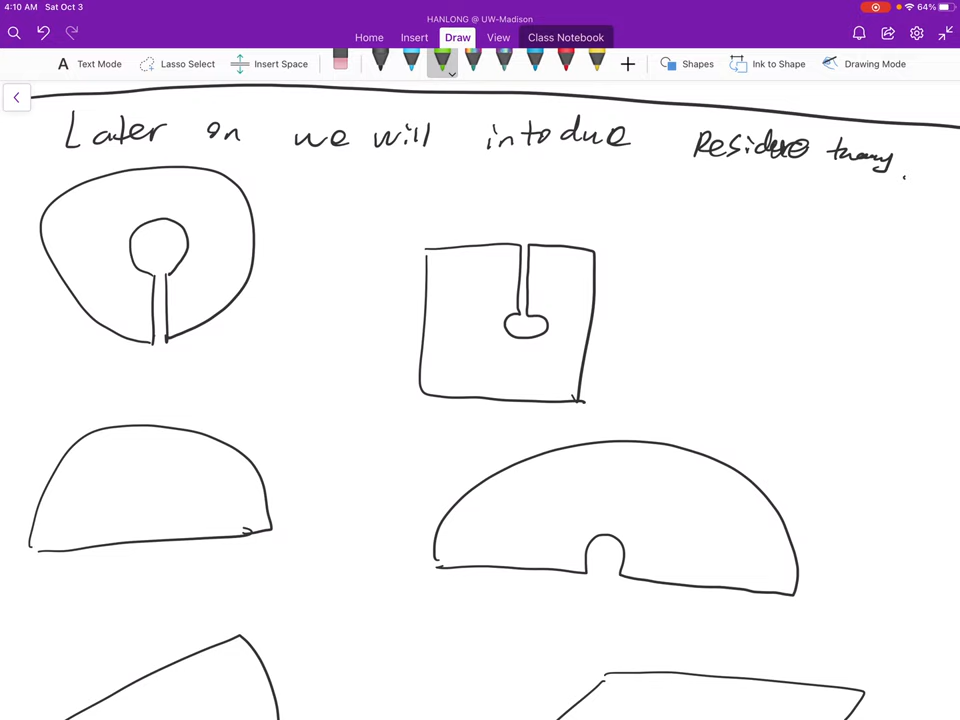 4:10 AM Sat Oct 3
64%
HANLONG @ UW-Madison
Home Insert Draw View Class Notebook
Text Mode Lasso Select Insert Space Shapes Ink to Shape Drawing Mode
Later on we will intodue Residue theory.